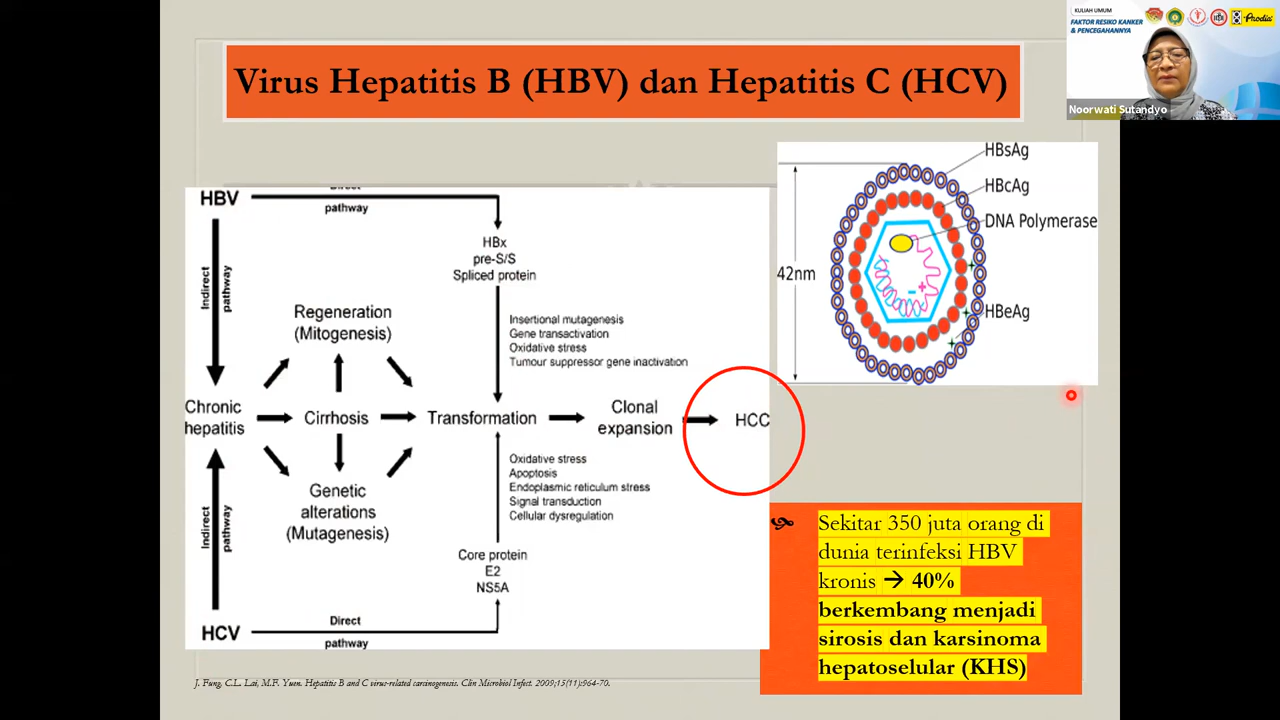 KULIAH UMUM
FAKTOR RESIKO KANKER
& PENCEGAHANNYA
Prodia
Noorwati Sutandyo
Virus Hepatitis B (HBV) dan Hepatitis C (HCV)
HBV
Direct
pathway
HBx
pre-S/S
Spliced protein
Indirect
pathway
Insertional mutagenesis
Gene transactivation
Oxidative stress
Tumour suppressor gene inactivation
Regeneration
(Mitogenesis)
Chronic
hepatitis
Cirrhosis
Transformation
Clonal
expansion
HCC
Genetic
alterations
(Mutagenesis)
Oxidative stress
Apoptosis
Endoplasmic reticulum stress
Signal transduction
Cellular dysregulation
Indirect
pathway
Core protein
E2
NS5A
HCV
Direct
pathway
HBsAg
HBcAg
DNA Polymerase
42nm
HBeAg
Sekitar 350 juta orang di
dunia terinfeksi HBV
kronis → 40%
berkembang menjadi
sirosis dan karsinoma
hepatoselular (KHS)
J. Fung, C.L. Lai, M.F. Yuen. Hepatitis B and C virus-related carcinogenesis. Clin Microbiol Infect. 2009;15(11):964-70.